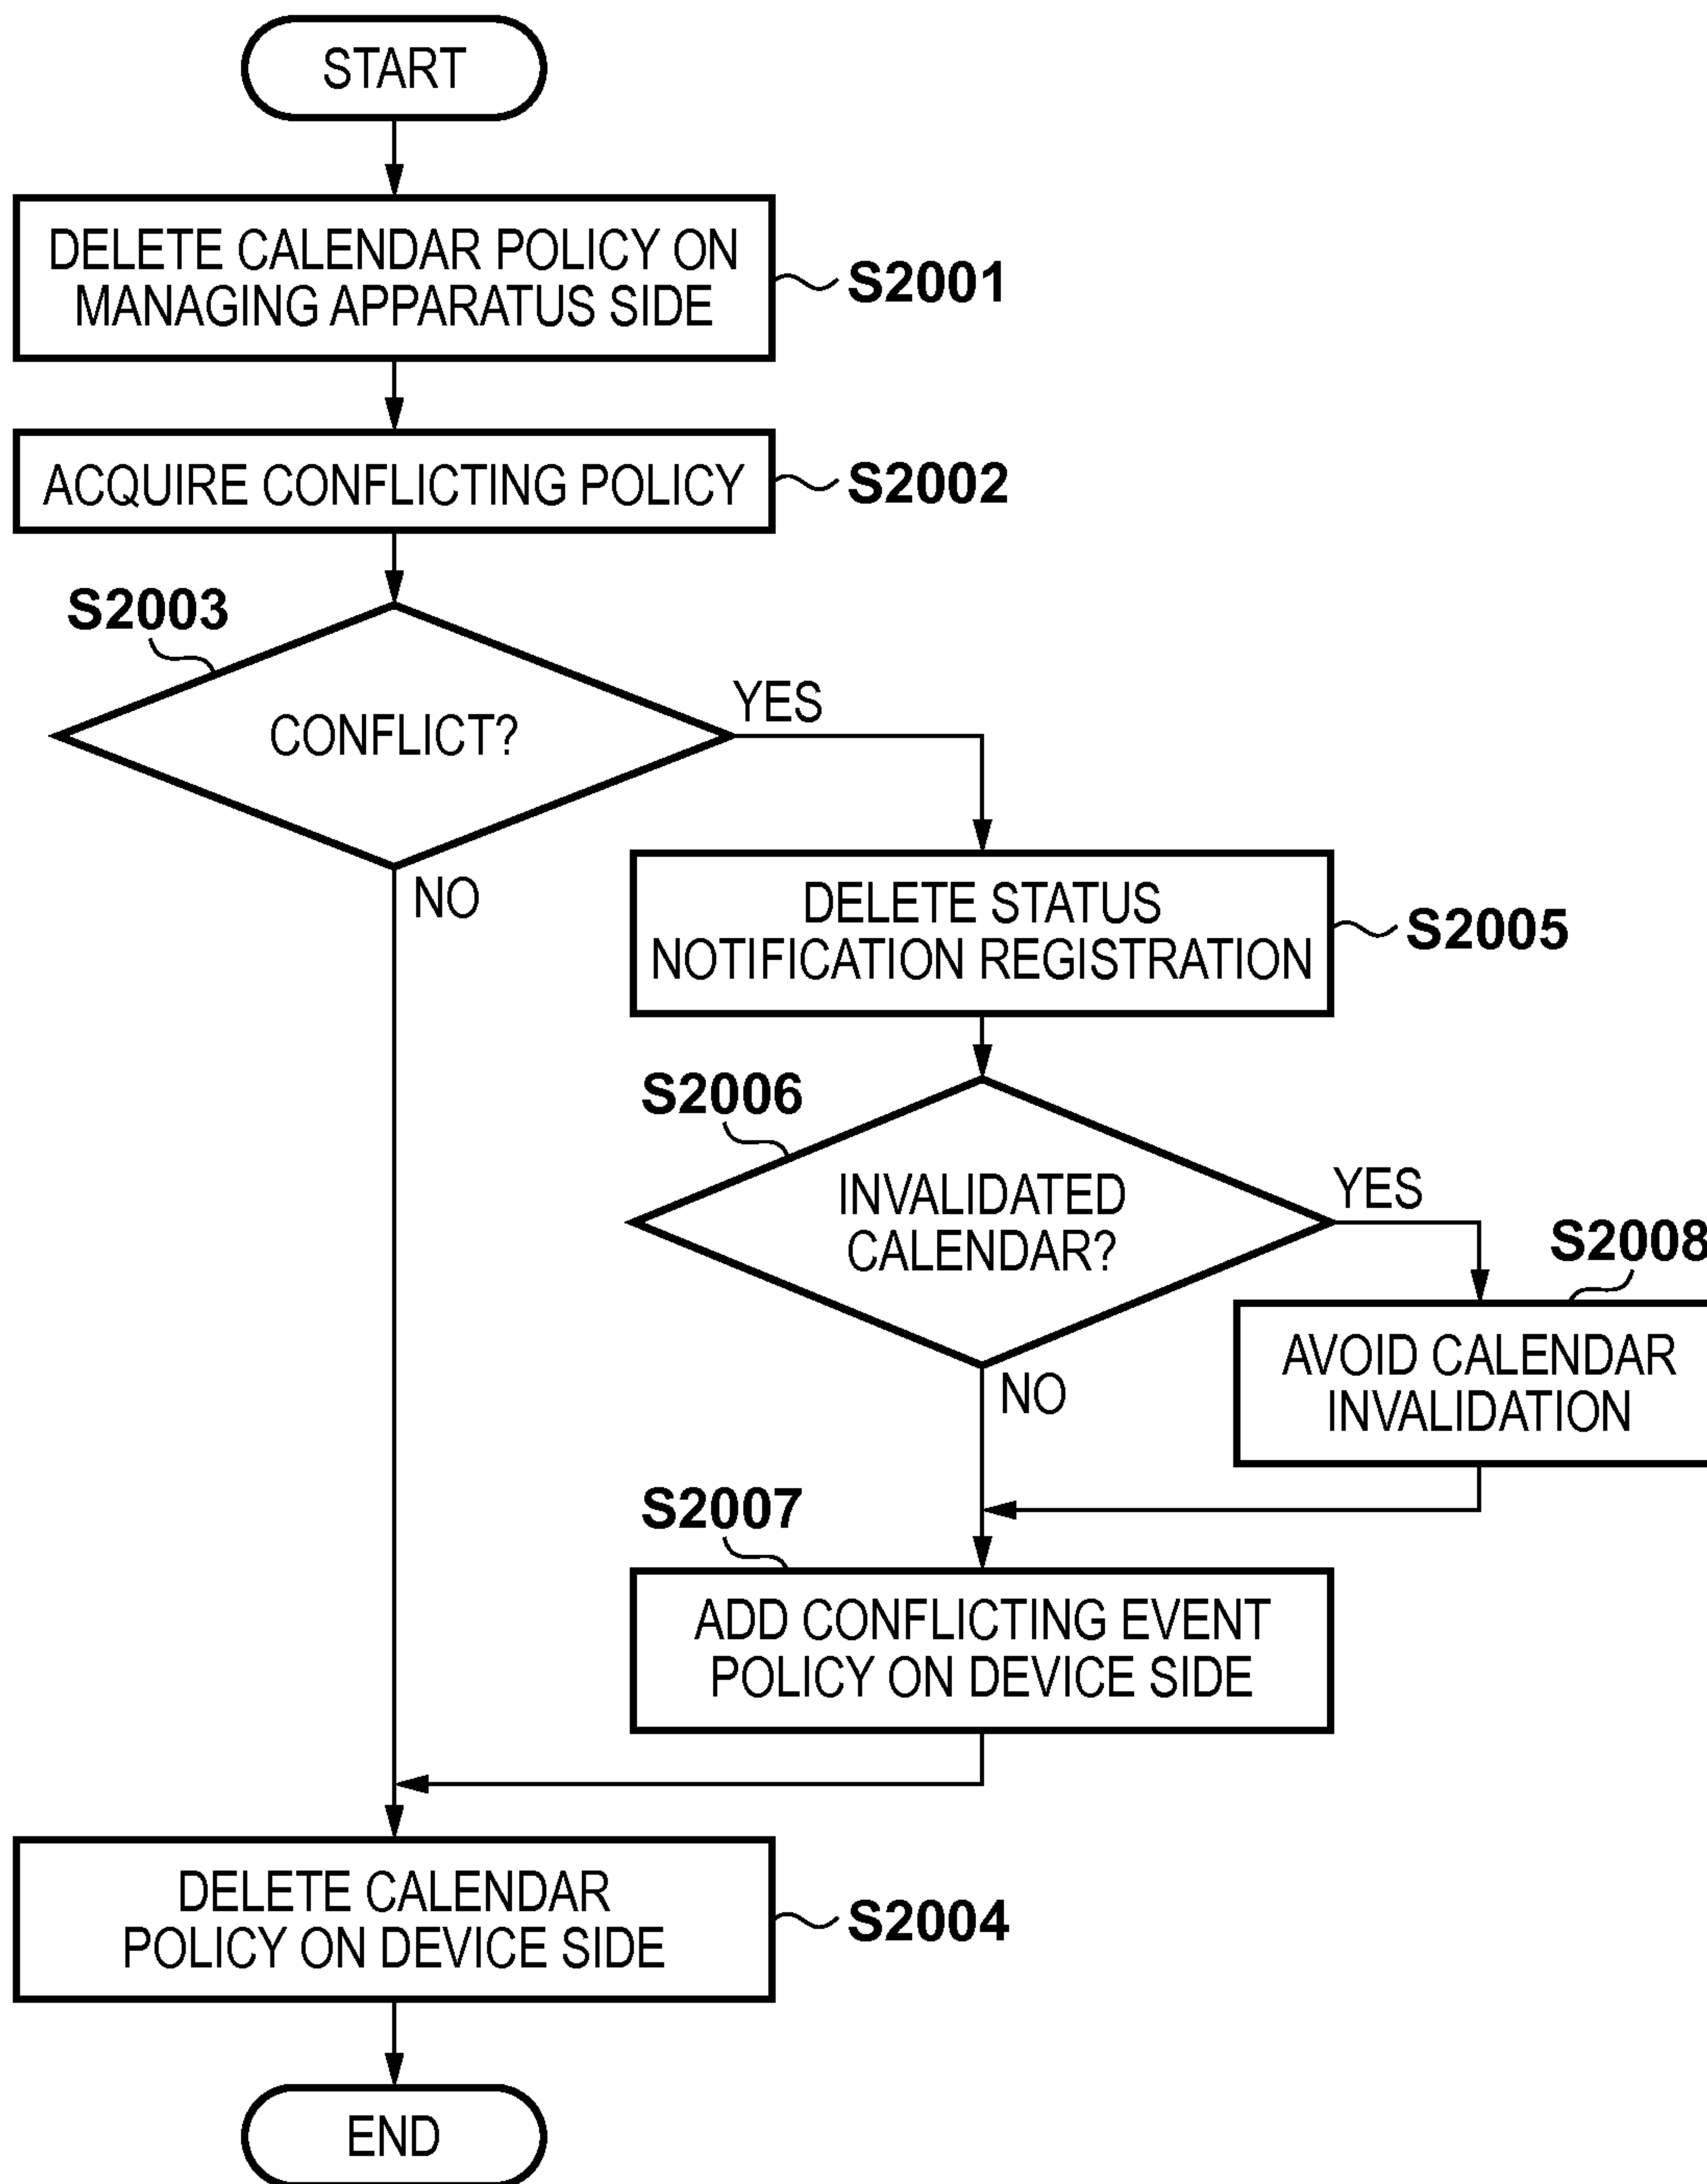 START
DELETE CALENDAR POLICY ON
MANAGING APPARATUS SIDE
S2001
ACQUIRE CONFLICTING POLICY
S2002
S2003
CONFLICT?
YES
NO
DELETE STATUS
NOTIFICATION REGISTRATION
S2005
S2006
INVALIDATED
CALENDAR?
YES
NO
S2008
AVOID CALENDAR
INVALIDATION
S2007
ADD CONFLICTING EVENT
POLICY ON DEVICE SIDE
DELETE CALENDAR
POLICY ON DEVICE SIDE
S2004
END